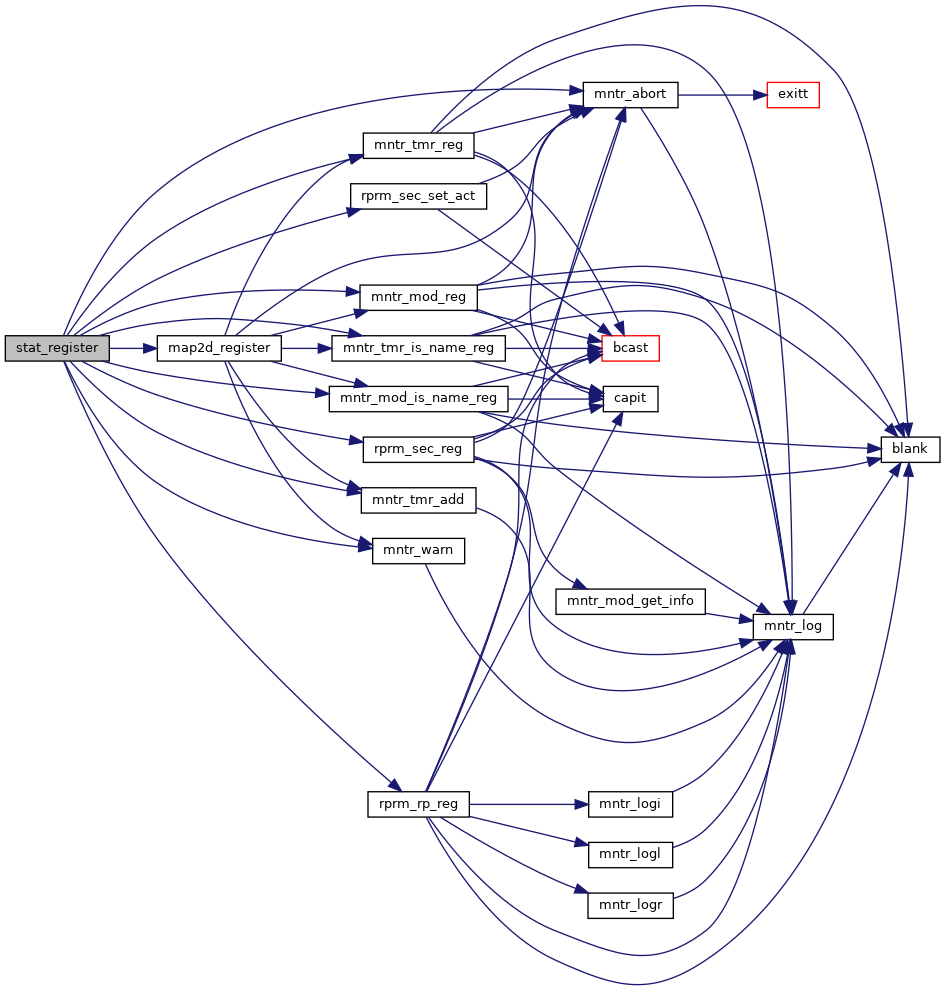 stat_register
map2d_register
mntr_tmr_reg
rprm_sec_set_act
mntr_mod_reg
mntr_tmr_is_name_reg
mntr_mod_is_name_reg
rprm_sec_reg
mntr_tmr_add
mntr_warn
rprm_rp_reg
mntr_abort
bcast
capit
mntr_mod_get_info
mntr_logi
mntr_logl
mntr_logr
exitt
mntr_log
blank